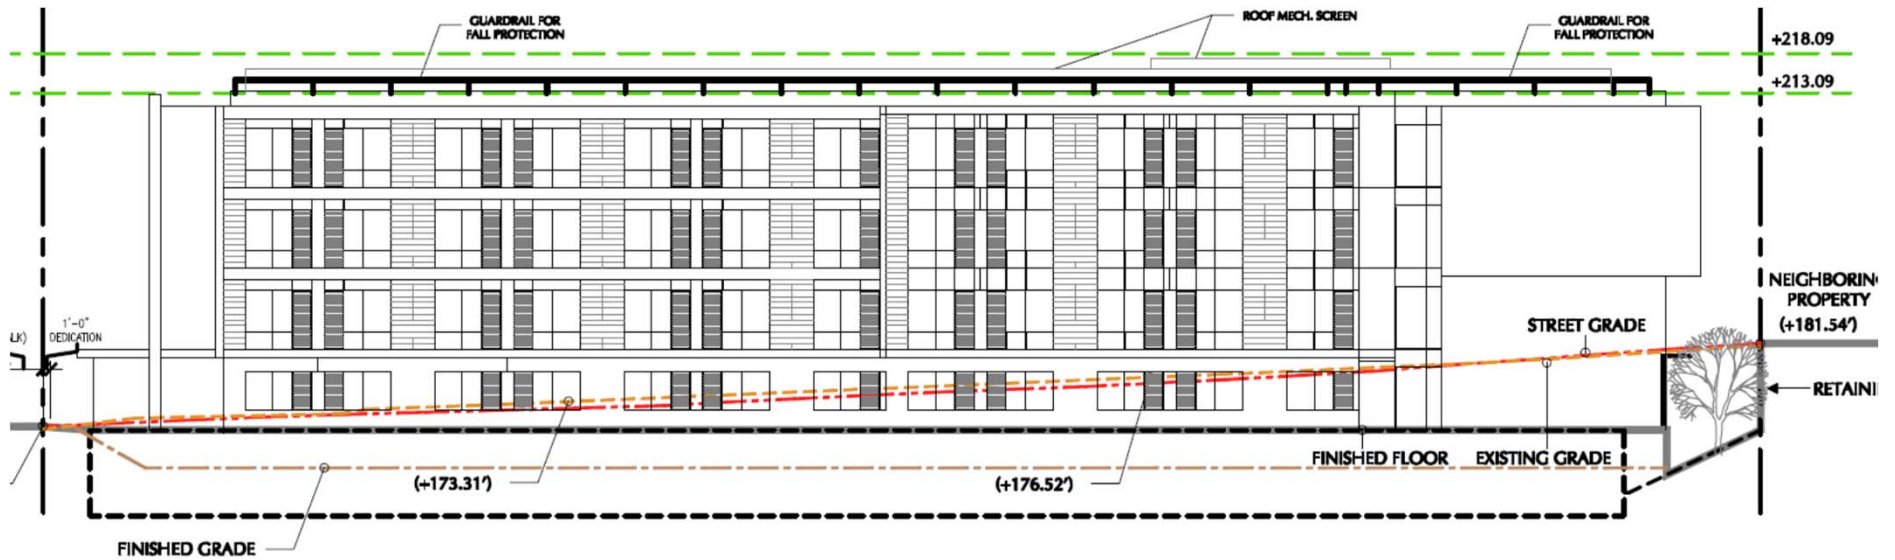 GUARDRAIL FOR
FALL PROTECTION
ROOF MECH. SCREEN
GUARDRAIL FOR
FALL PROTECTION
+218.09
+213.09
NEIGHBORIN
PROPERTY
(+181.54')
STREET GRADE
1'-0"
DEDICATION
LK)
RETAINI
FINISHED FLOOR
EXISTING GRADE
(+173.31')
(+176.52')
FINISHED GRADE